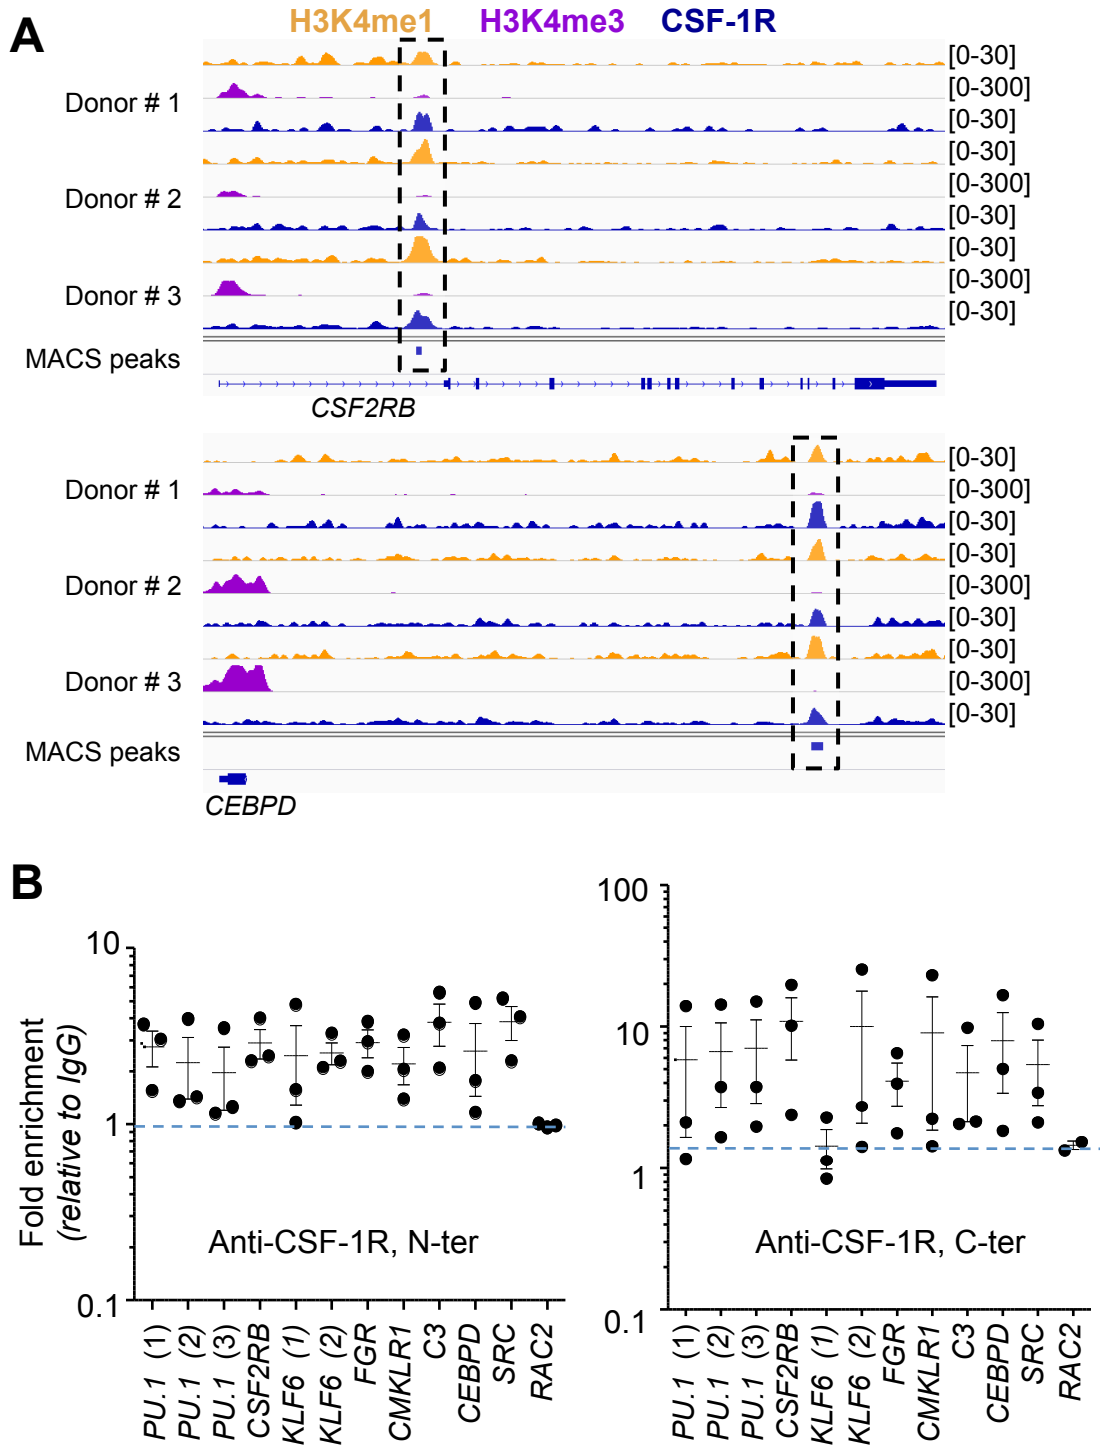 A
H3K4me1 H3K4me3 CSF-1R
[0-30]
[0-300]
Donor # 1
[0-30]
[0-30]
[0-300]
Donor # 2
[0-30]
[0-30]
[0-300]
Donor # 3
[0-30]
MACS peaks
CSF2RB
[0-30]
Donor # 1
[0-300]
[0-30]
[0-30]
Donor # 2
[0-300]
[0-30]
[0-30]
Donor # 3
[0-300]
[0-30]
MACS peaks
CEBPD
B
Fold enrichment
(relative to IgG)
10
1
0.1
Anti-CSF-1R, N-ter
PU.1 (1)
PU.1 (2)
PU.1 (3)
CSF2RB
KLF6 (1)
KLF6 (2)
FGR
CMKLR1
C3
CEBPD
SRC
RAC2
100
10
1
0.1
Anti-CSF-1R, C-ter
PU.1 (1)
PU.1 (2)
PU.1 (3)
CSF2RB
KLF6 (1)
KLF6 (2)
FGR
CMKLR1
C3
CEBPD
SRC
RAC2